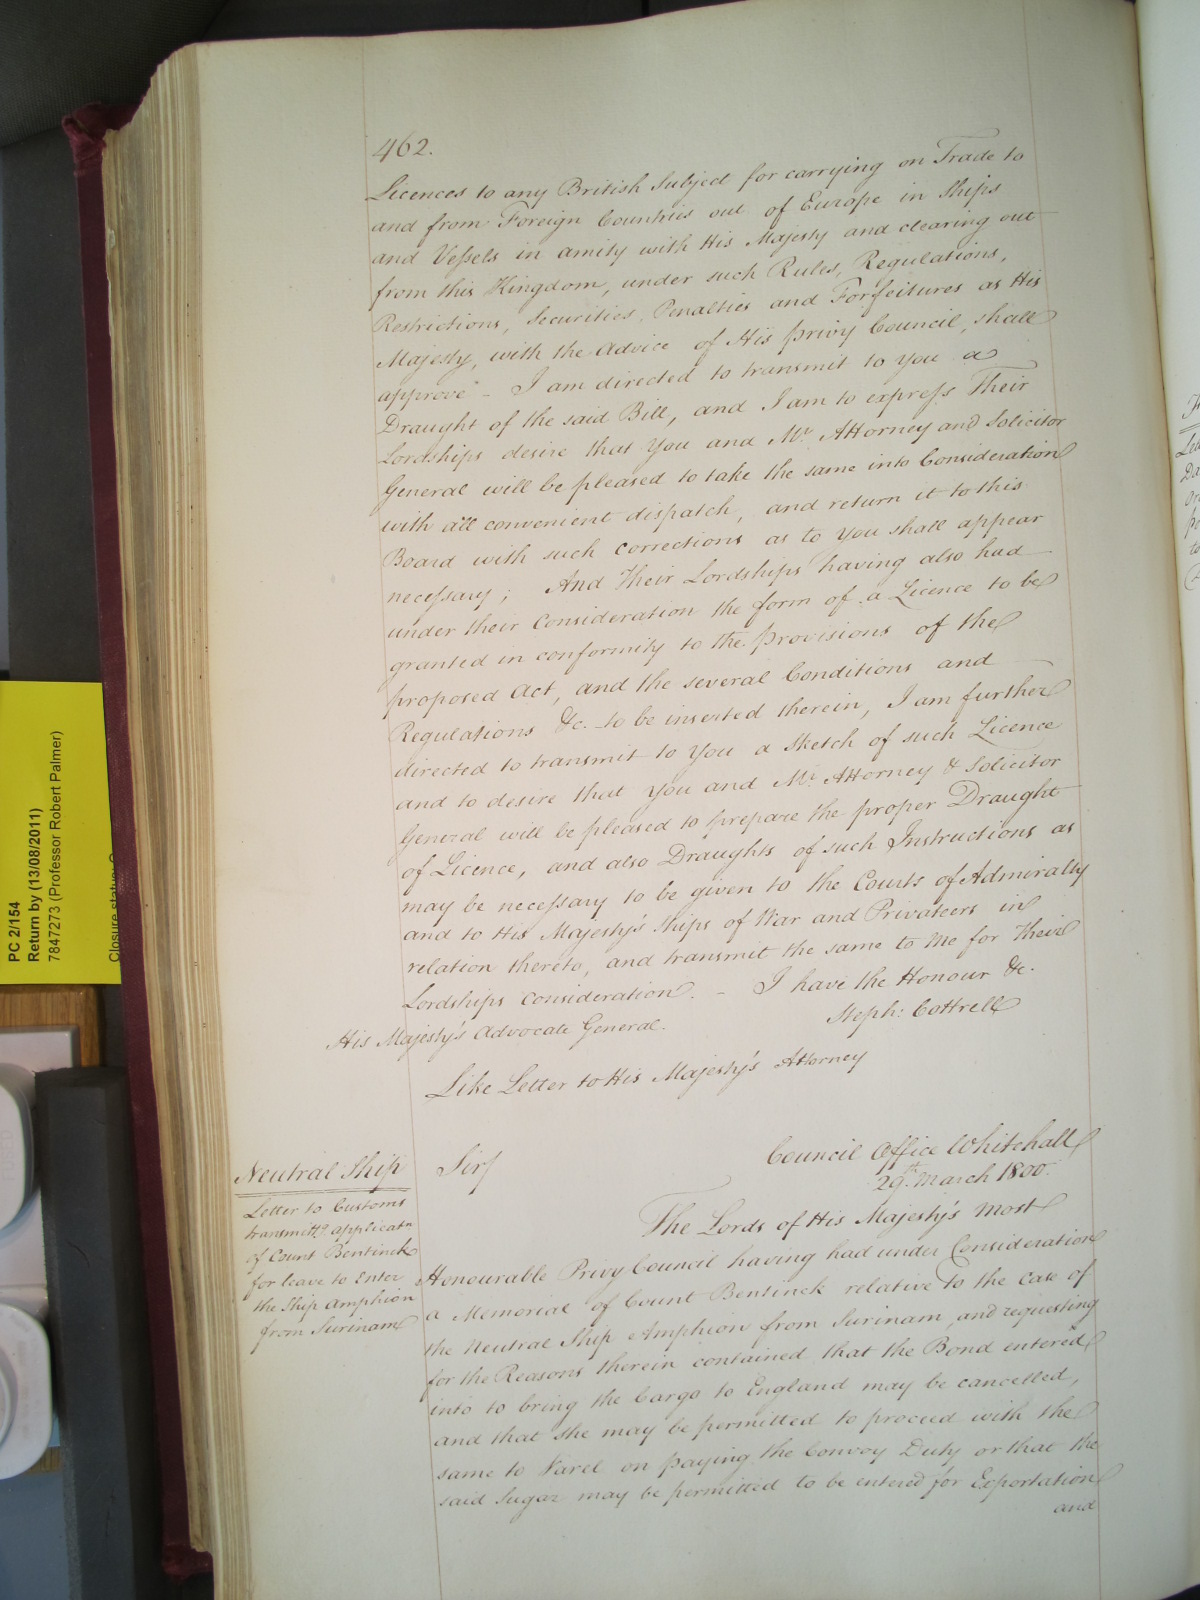 462.
Licences to any British Subject for carrying on Trade to
and from Foreign Countries out of Europe in Ships
and Vessels in amity with His Majesty and clearing out
from this Kingdom, under such Rules, Regulations,
Restrictions, Securities, Penalties and Forfeitures as His
Majesty, with the Advice of His Privy Council, shall
approve" - I am directed to transmit to You a
Draught of the said Bill, and I am to express Their
Lordships desire that You and Mr. Attorney and Solicitor
General will be pleased to take the same into Consideration
with all convenient dispatch, and return it to this
Board with such corrections as to You shall appear
necessary; And Their Lordships having also had
under their Consideration the form of a Licence to be
granted in conformity to the Provisions of the
proposed Act, and the several Conditions and
Regulations &c. to be inserted therein, I am further
directed to transmit to You a Sketch of such Licence
and to desire that You and Mr. Attorney & Solicitor
General will be pleased to prepare the proper Draught
of Licence, and also Draughts of such Instructions as
may be necessary to be given to the Courts of Admiralty
and to His Majesty's Ships of War and Privateers in
relation thereto, and transmit the same to Me for Their
Lordships Consideration. - I have the Honour &c.
Steph: Cottrell
His Majesty's Advocate General.
Like Letter to His Majesty's Attorney
Council Office Whitehall
29th. March 1800.
Neutral Ship
Letter to Customs
transmittg. applicatn
of Count Bentinck
for leave to Enter
the Ship Amphion
from Surinam
Sir
The Lords of His Majesty's most
Honourable Privy Council having had under Consideration
a Memorial of Count Bentinck relative to the Case of
the Neutral Ship Amphion from Surinam, and requesting
for the Reasons therein contained that the Bond entered
into to bring the Cargo to England may be cancelled,
and that She may be permitted to proceed with the
same to Varel on paying the Convoy Duty or that the
said Sugar may be permitted to be entered for Exportation
and
PC 2/154
Return by (13/08/2011)
7847273 (Professor Robert Palmer)
Closure status: